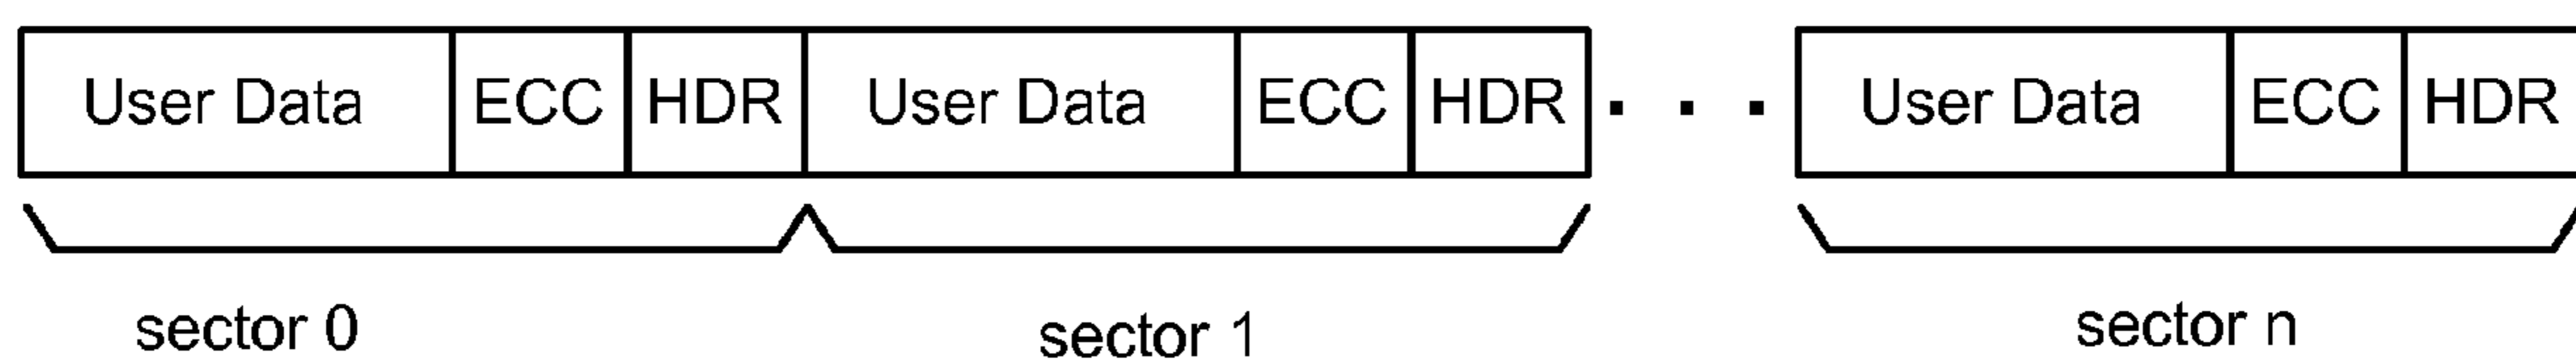 User Data ECC HDR User Data ECC HDR . . . User Data ECC HDR
sector 0 sector 1 sector n